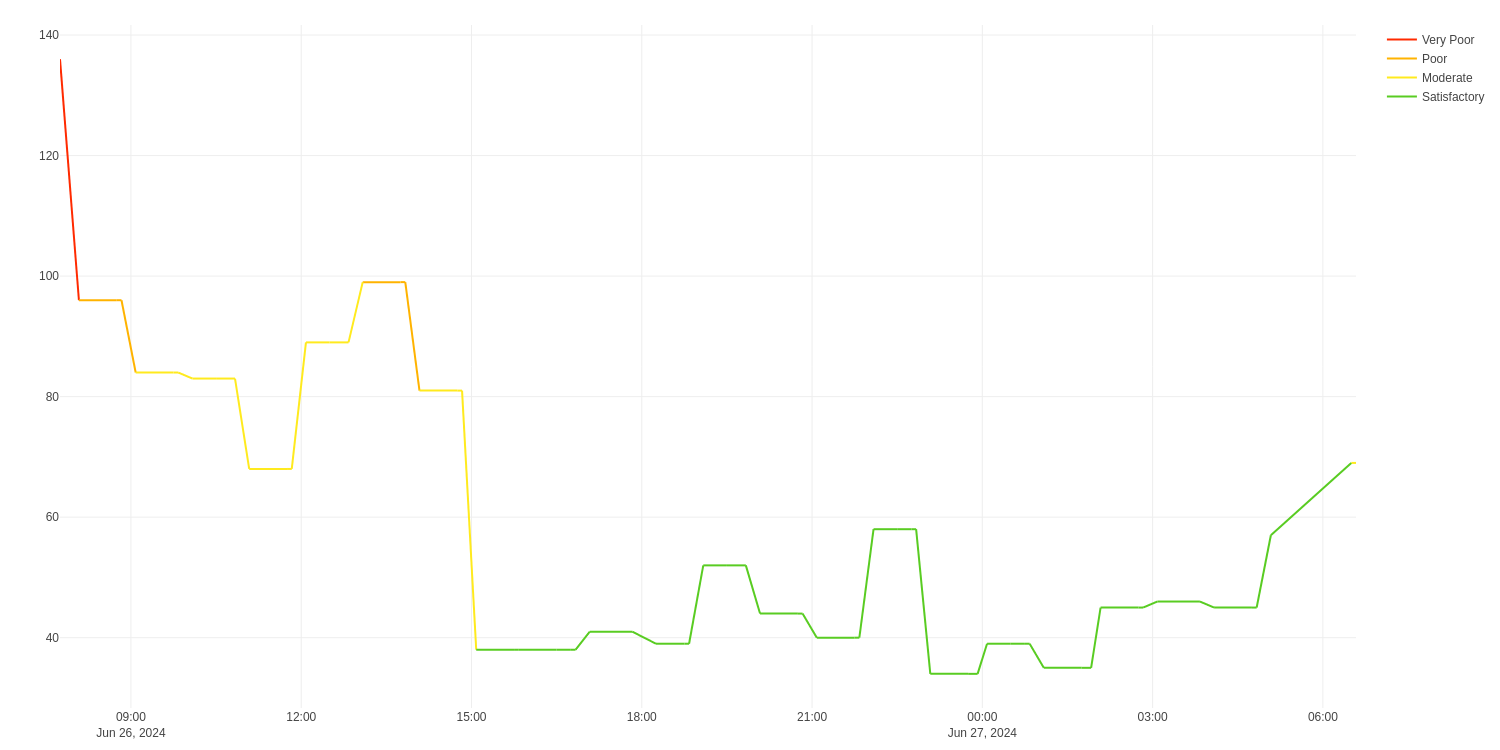 140
120
100
80
60
40
09:00
Jun 26, 2024
12:00
15:00
18:00
21:00
00:00
Jun 27, 2024
03:00
06:00
Very Poor
Poor
Moderate
Satisfactory